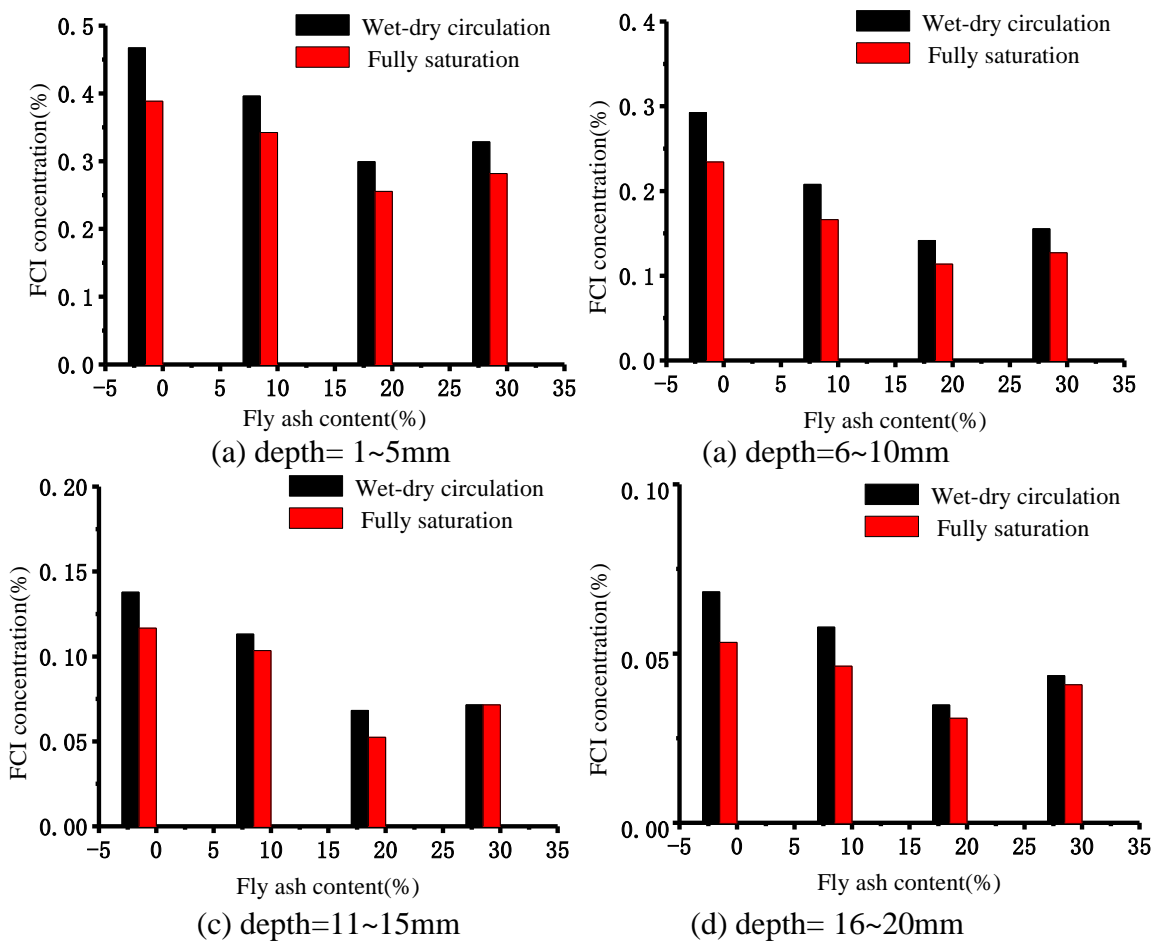 Wet-dry circulation
Fully saturation
FCI concentration(%)
0.5
0.4
0.3
0.2
0.1
0.0
-5 0 5 10 15 20 25 30 35
Fly ash content(%)
(a) depth= 1~5mm
Wet-dry circulation
Fully saturation
FCI concentration(%)
0.4
0.3
0.2
0.1
0.0
-5 0 5 10 15 20 25 30 35
Fly ash content(%)
(a) depth=6~10mm
Wet-dry circulation
Fully saturation
FCI concentration(%)
0.20
0.15
0.10
0.05
0.00
-5 0 5 10 15 20 25 30 35
Fly ash content(%)
(c) depth=11~15mm
Wet-dry circulation
Fully saturation
FCI concentration(%)
0.10
0.05
0.00
-5 0 5 10 15 20 25 30 35
Fly ash content(%)
(d) depth= 16~20mm